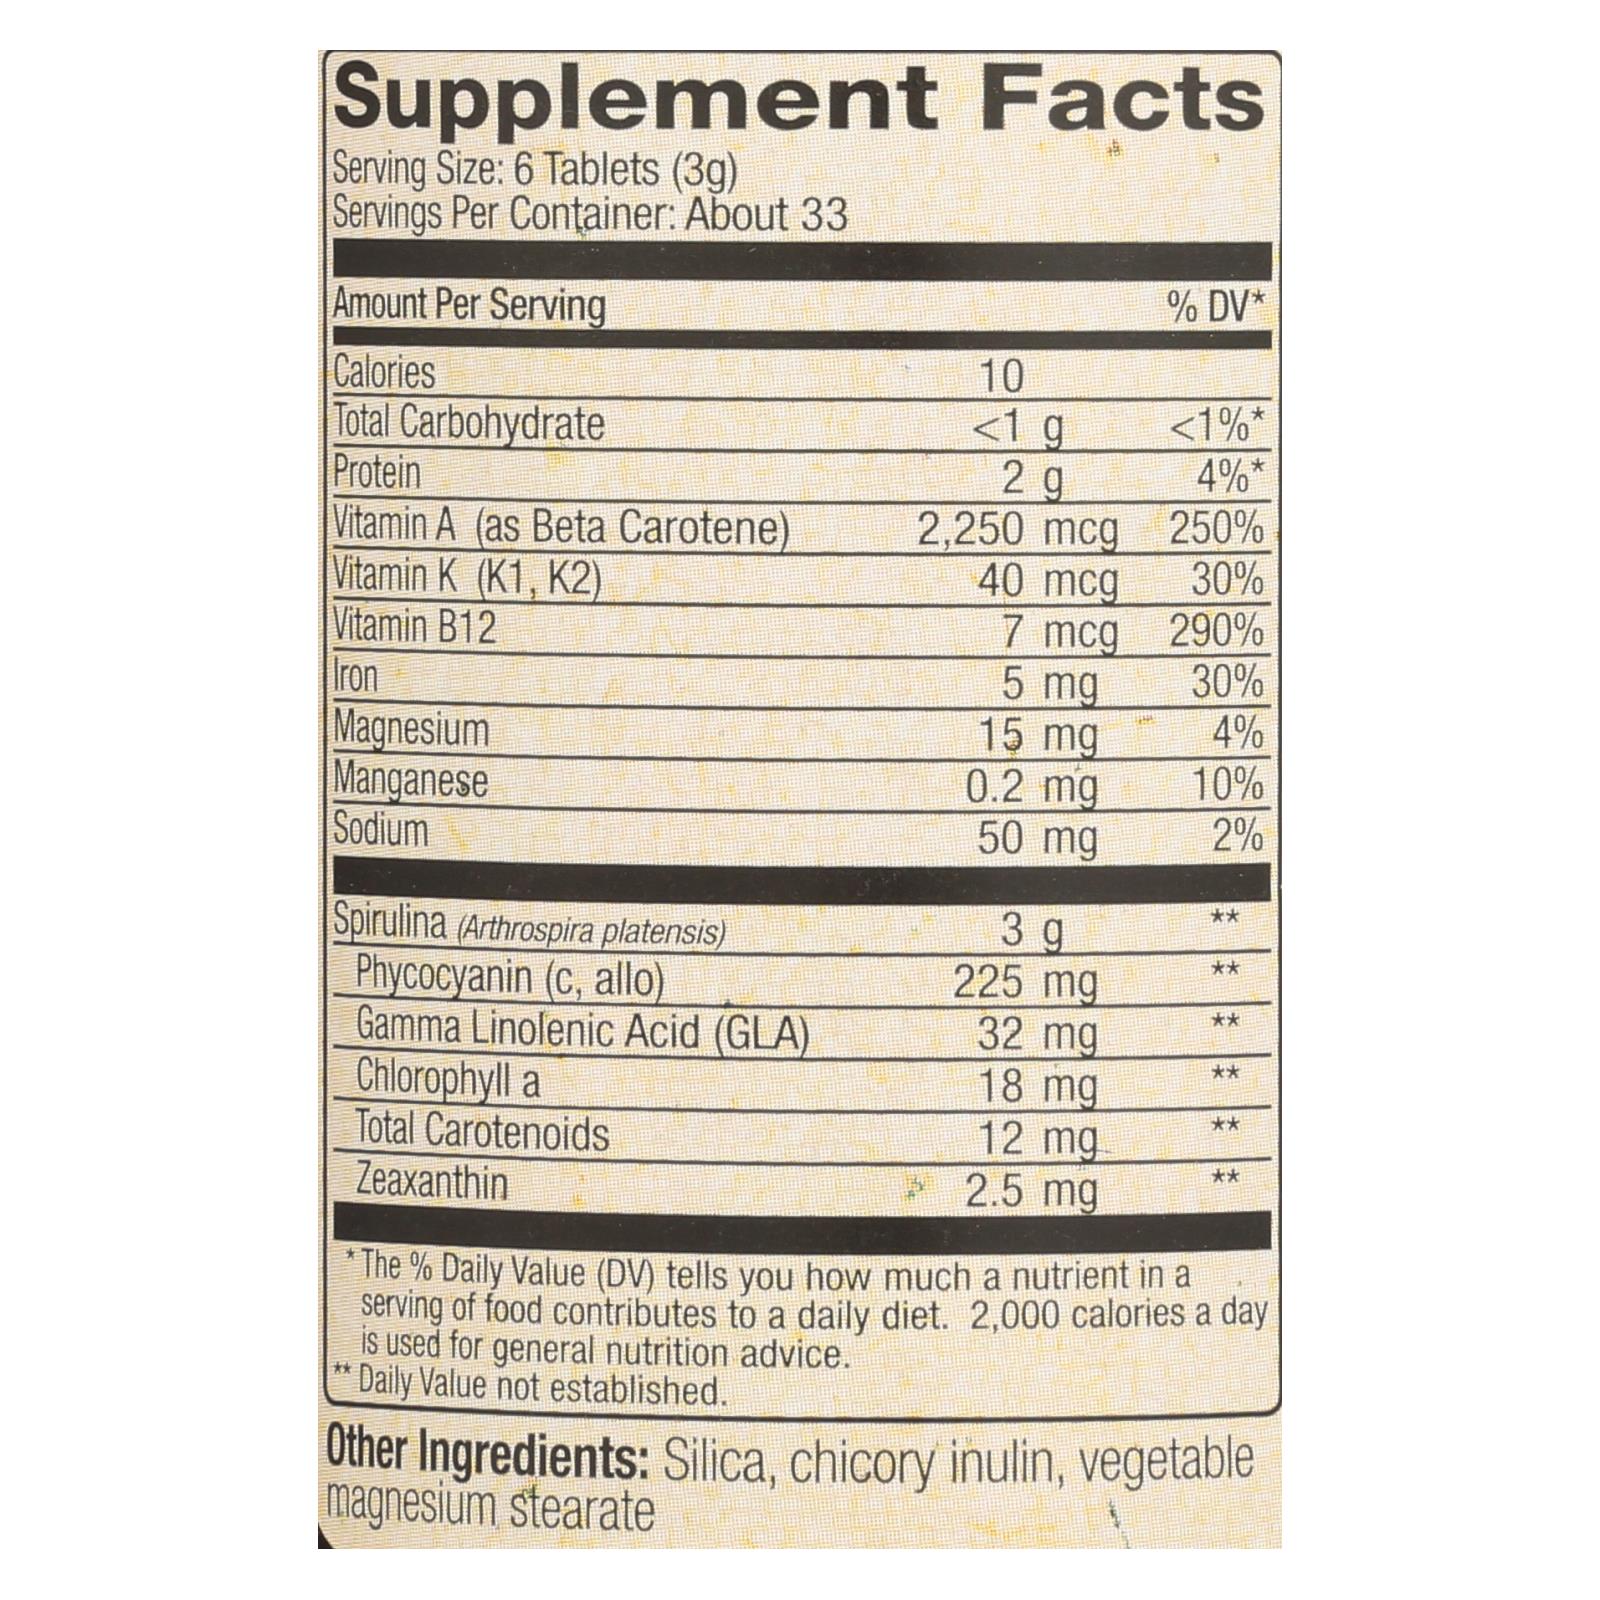 Supplement Facts
Serving Size: 6 Tablets (3g)
Servings Per Container: About 33
Amount Per Serving % DV*
Calories 10
Total Carbohydrate <1 g <1%*
Protein 2 g 4%*
Vitamin A (as Beta Carotene) 2,250 mcg 250%
Vitamin K (K1, K2) 40 mcg 30%
Vitamin B12 7 mcg 290%
Iron 5 mg 30%
Magnesium 15 mg 4%
Manganese 0.2 mg 10%
Sodium 50 mg 2%
Spirulina (Arthrospira platensis) 3 g **
Phycocyanin (c, allo) 225 mg **
Gamma Linolenic Acid (GLA) 32 mg **
Chlorophyll a 18 mg **
Total Carotenoids 12 mg **
Zeaxanthin 2.5 mg **
* The % Daily Value (DV) tells you how much a nutrient in a
serving of food contributes to a daily diet. 2,000 calories a day
is used for general nutrition advice.
** Daily Value not established.
Other Ingredients: Silica, chicory inulin, vegetable
magnesium stearate